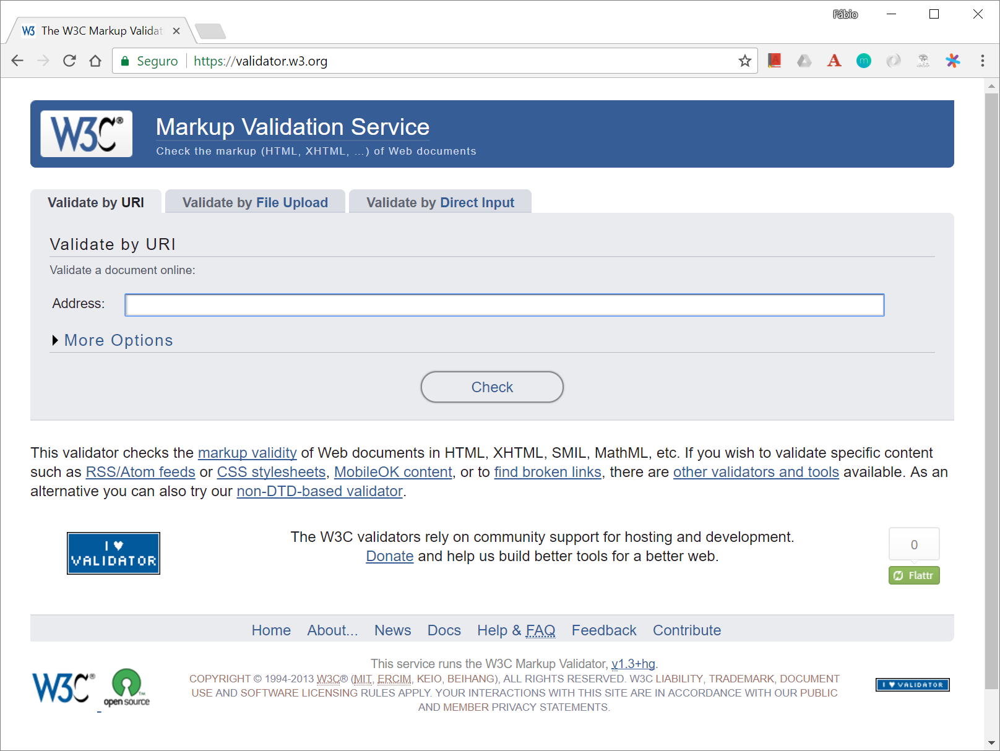 Fábio
W3 The W3C Markup Validat
Seguro https://validator.w3.org
W3C®
Markup Validation Service
Check the markup (HTML, XHTML, …) of Web documents
Validate by URI Validate by File Upload Validate by Direct Input
Validate by URI
Validate a document online:
Address:
More Options
Check
This validator checks the markup validity of Web documents in HTML, XHTML, SMIL, MathML, etc. If you wish to validate specific content
such as RSS/Atom feeds or CSS stylesheets, MobileOK content, or to find broken links, there are other validators and tools available. As an
alternative you can also try our non-DTD-based validator.
I ♥
VALIDATOR
The W3C validators rely on community support for hosting and development.
Donate and help us build better tools for a better web.
0
Flattr
Home About... News Docs Help & FAQ Feedback Contribute
W3C®
open source™
This service runs the W3C Markup Validator, v1.3+hg.
COPYRIGHT © 1994-2013 W3C® (MIT, ERCIM, KEIO, BEIHANG), ALL RIGHTS RESERVED. W3C LIABILITY, TRADEMARK, DOCUMENT
USE AND SOFTWARE LICENSING RULES APPLY. YOUR INTERACTIONS WITH THIS SITE ARE IN ACCORDANCE WITH OUR PUBLIC
AND MEMBER PRIVACY STATEMENTS.
I ♥ VALIDATOR